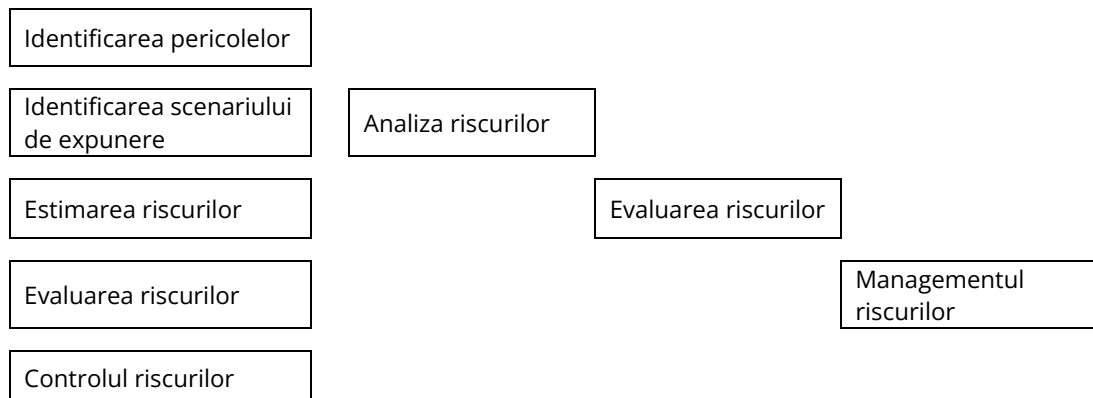 Identificarea pericolelor
Identificarea scenariului
de expunere
Analiza riscurilor
Estimarea riscurilor
Evaluarea riscurilor
Evaluarea riscurilor
Managementul
riscurilor
Controlul riscurilor